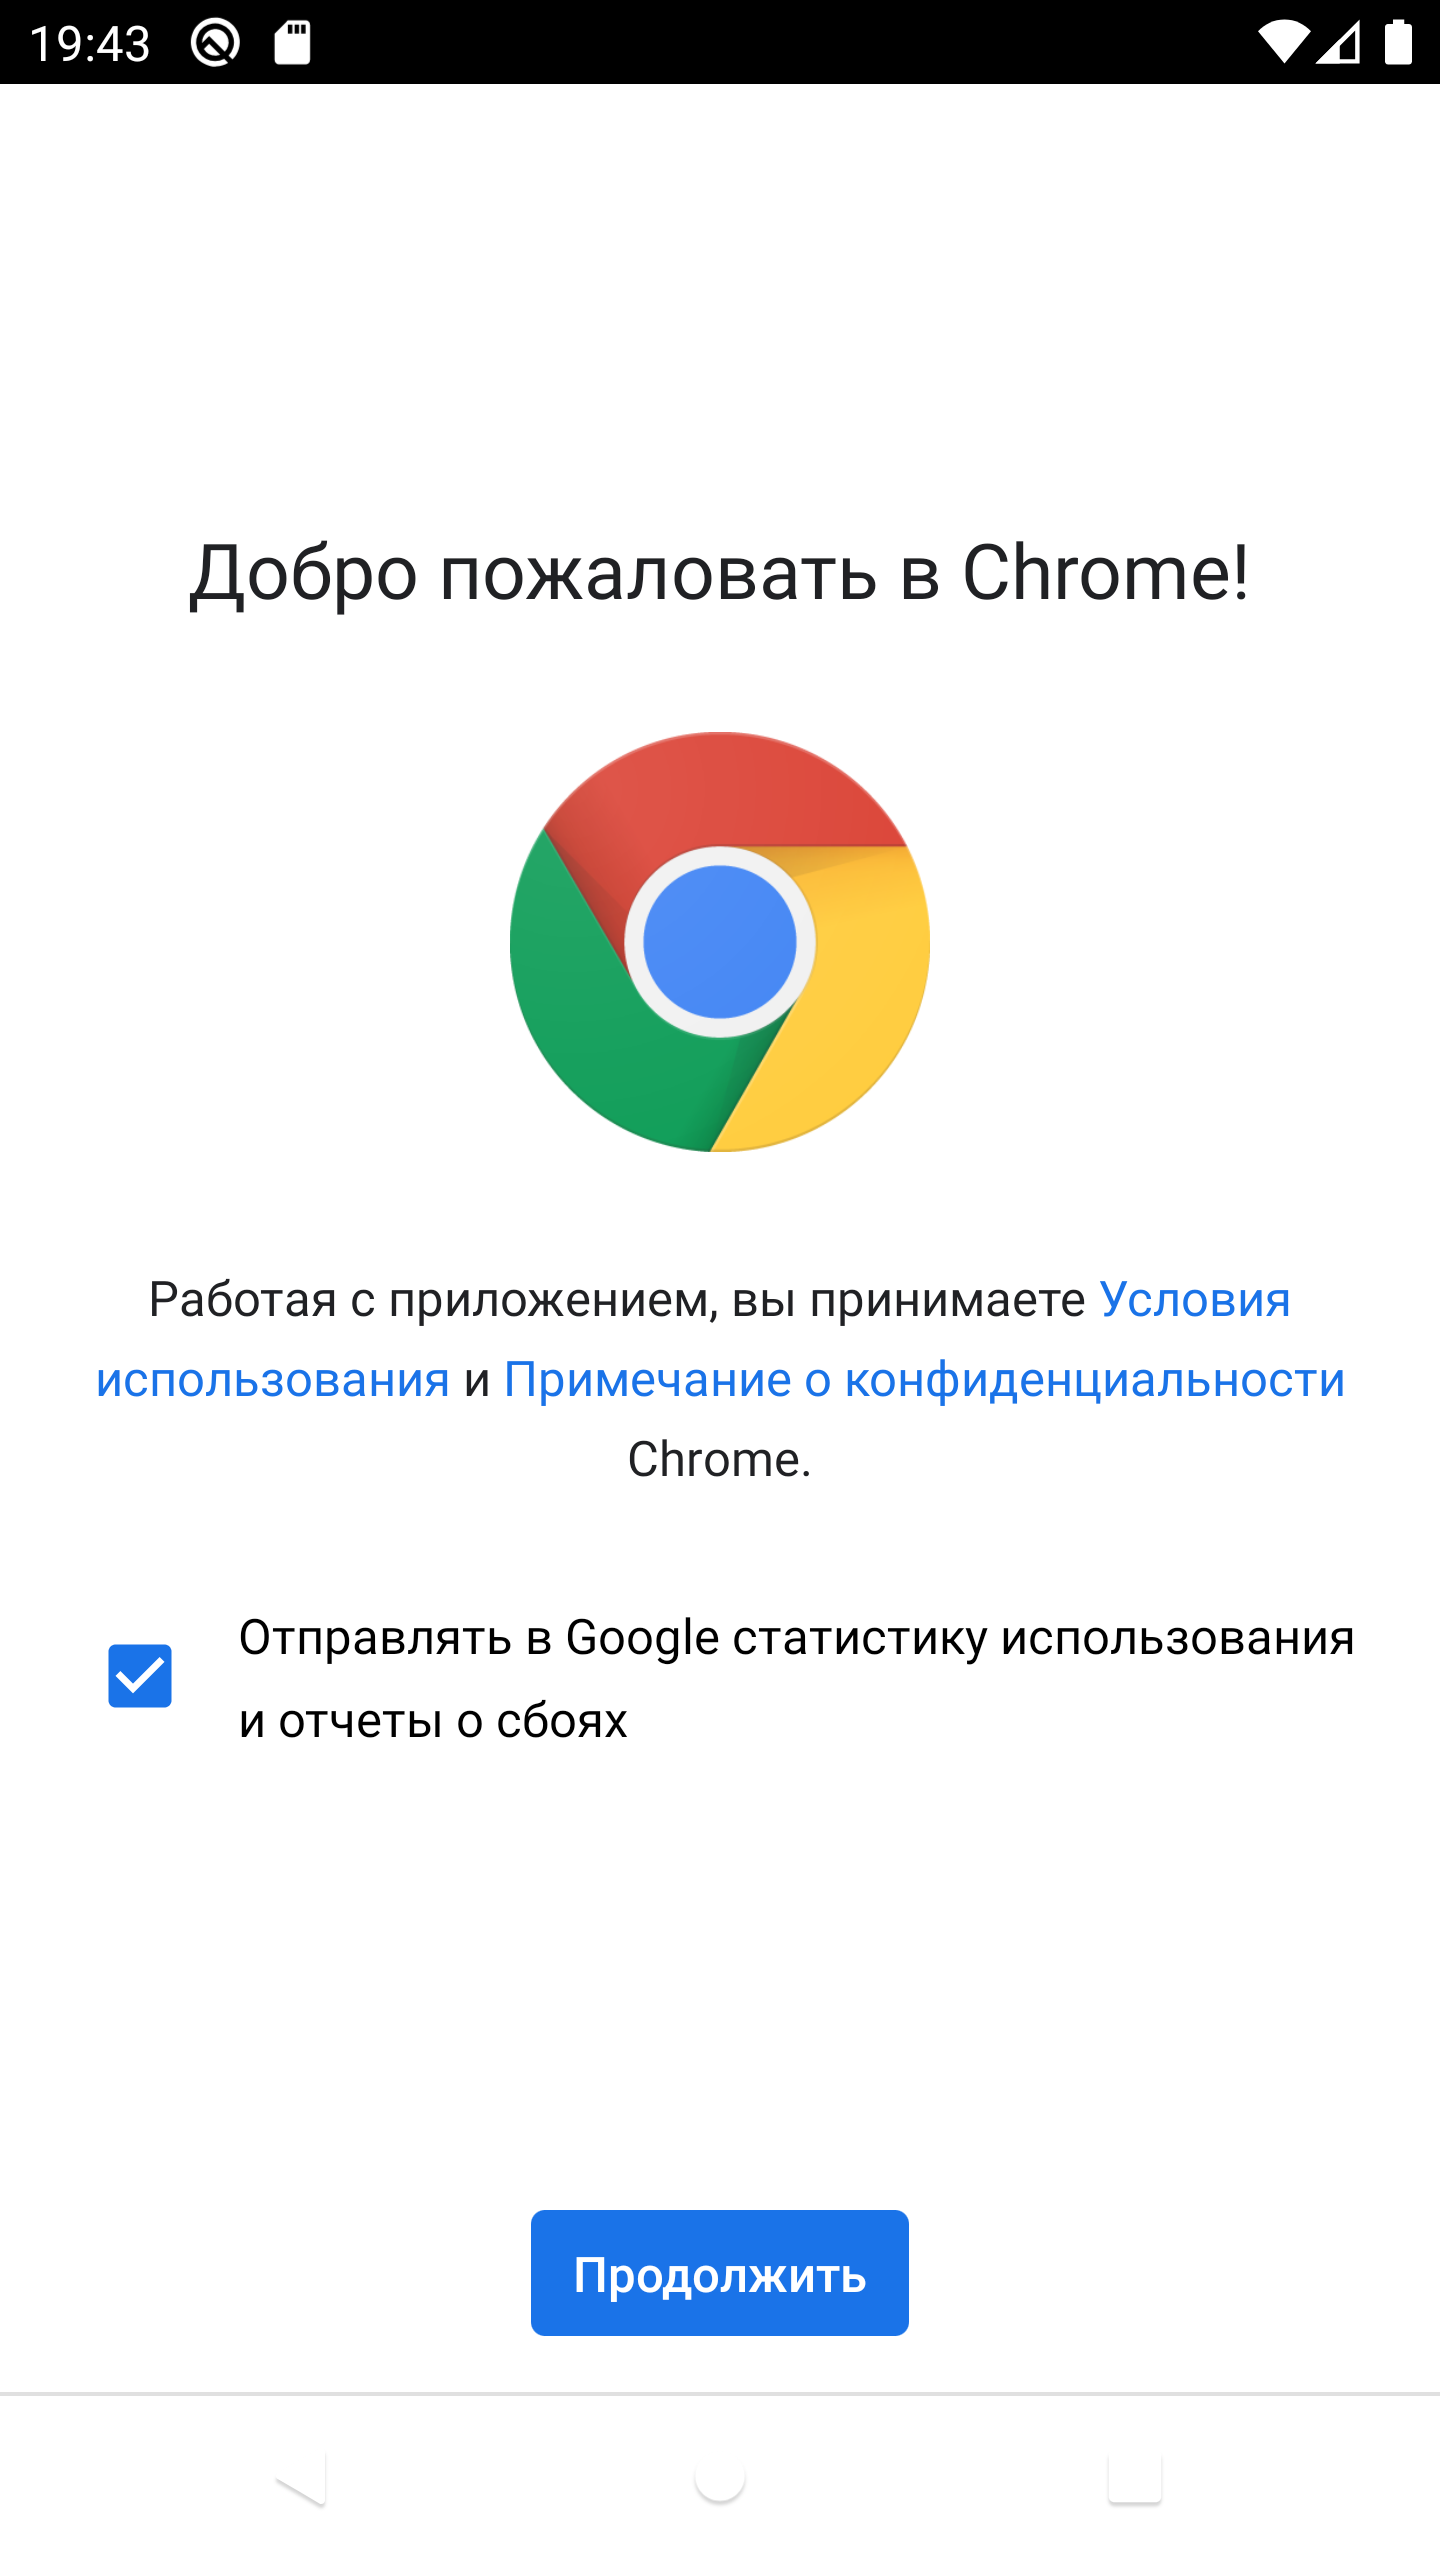 19:43
Добро пожаловать в Chrome!
Работая с приложением, вы принимаете Условия
использования и Примечание о конфиденциальности
Chrome.
Отправлять в Google статистику использования
и отчеты о сбоях
Продолжить